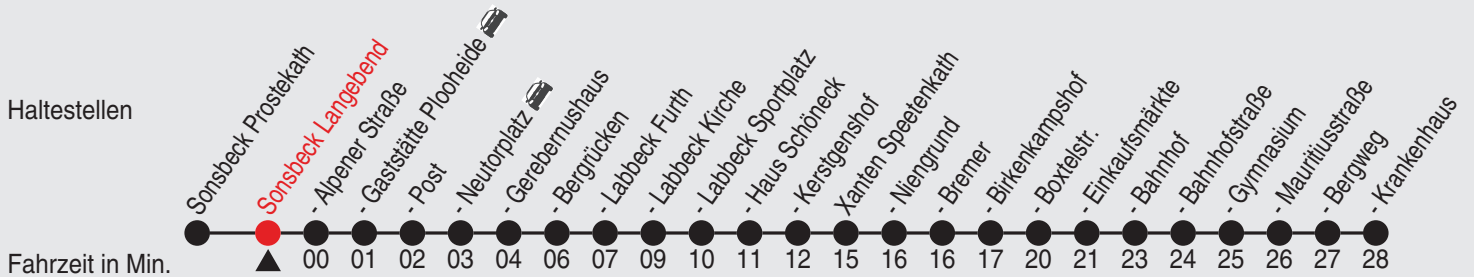 Haltestellen
Sonsbeck Prostekath
Sonsbeck Langebend
- Alpener Straße
- Gaststätte Plooheide
- Post
- Neutorplatz
- Gerebernushaus
- Bergrücken
- Labbeck Furth
- Labbeck Kirche
- Labbeck Sportplatz
- Haus Schöneck
- Kerstgenshof
Xanten Speetenkath
- Niengrund
- Bremer
- Birkenkampshof
- Boxtelstr.
- Einkaufsmärkte
- Bahnhof
- Bahnhofstraße
- Gymnasium
- Mauritiusstraße
- Bergweg
- Krankenhaus
Fahrzeit in Min. 00 01 02 03 04 06 07 09 10 11 12 15 16 16 17 20 21 23 24 25 26 27 28